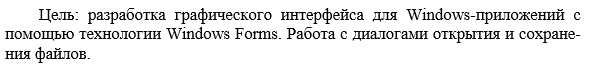 Цель: разработка графического интерфейса для Windows-приложений с
помощью технологии Windows Forms. Работа с диалогами открытия и сохране-
ния файлов.